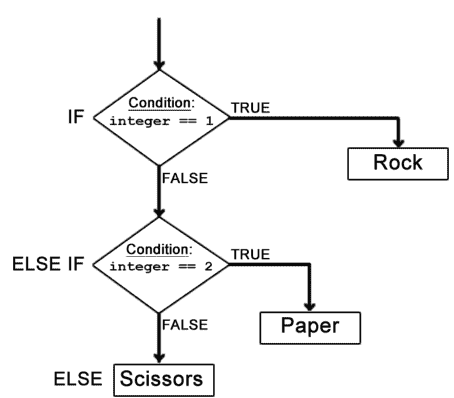 Condition:
IF
integer == 1
TRUE
Rock
FALSE
Condition:
ELSE IF
integer == 2
TRUE
Paper
FALSE
ELSE
Scissors